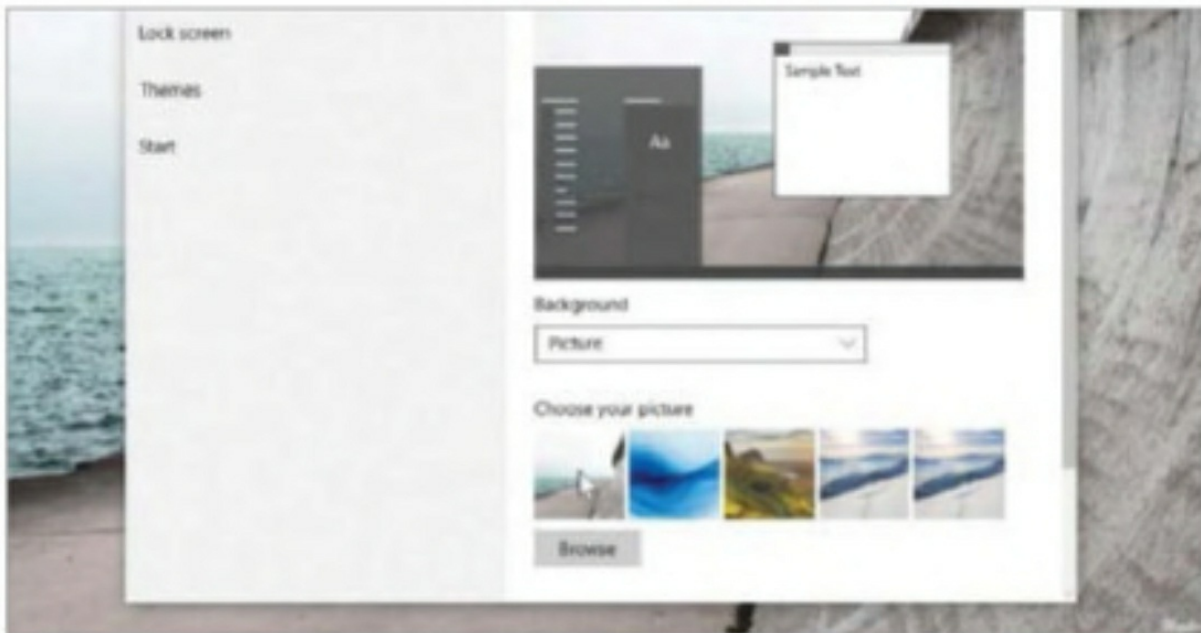 Lock screen
Themes
Start
Sample Text
Aa
Background
Picture
Choose your picture
Browse